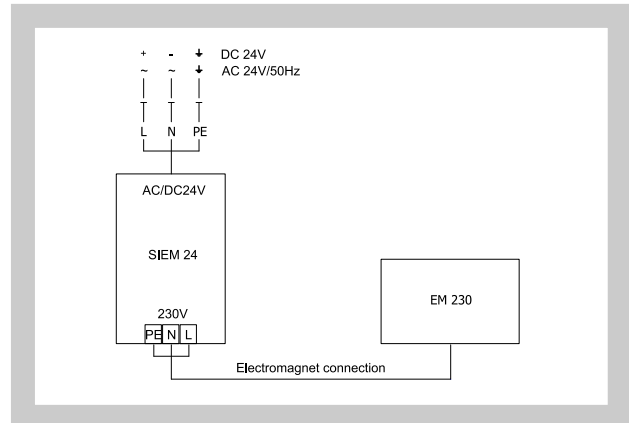 + - ⏚ DC 24V
~ ~ ⏚ AC 24V/50Hz
L N PE
AC/DC24V
SIEM 24
EM 230
230V
PE N L
Electromagnet connection